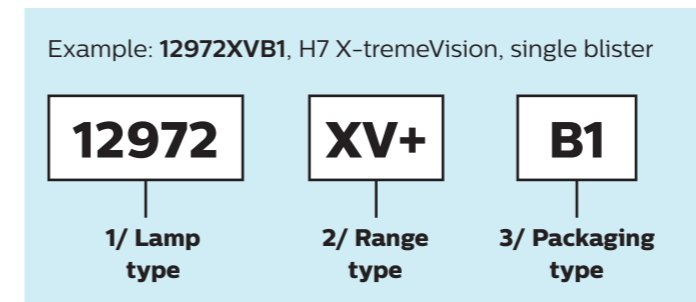 Example: 12972XVB1, H7 X-tremeVision, single blister
12972 XV+ B1
1/ Lamp type
2/ Range type
3/ Packaging type